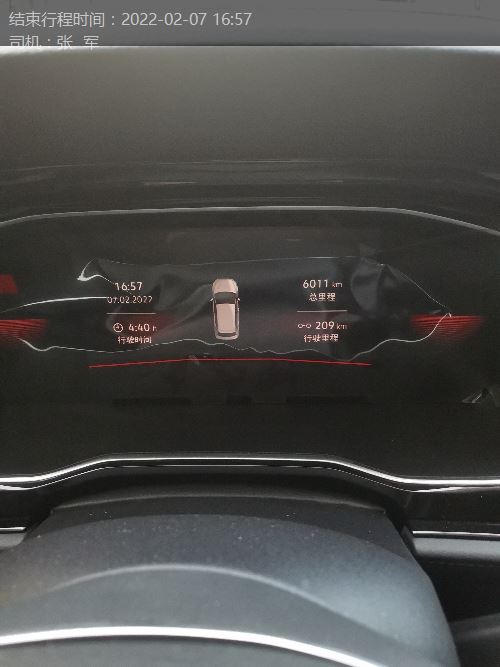 结束行程时间：2022-02-07 16:57
司机：张 军
16:57
07.02.2022
4:40 h
行驶时间
6011 km
总里程
209 km
行驶里程